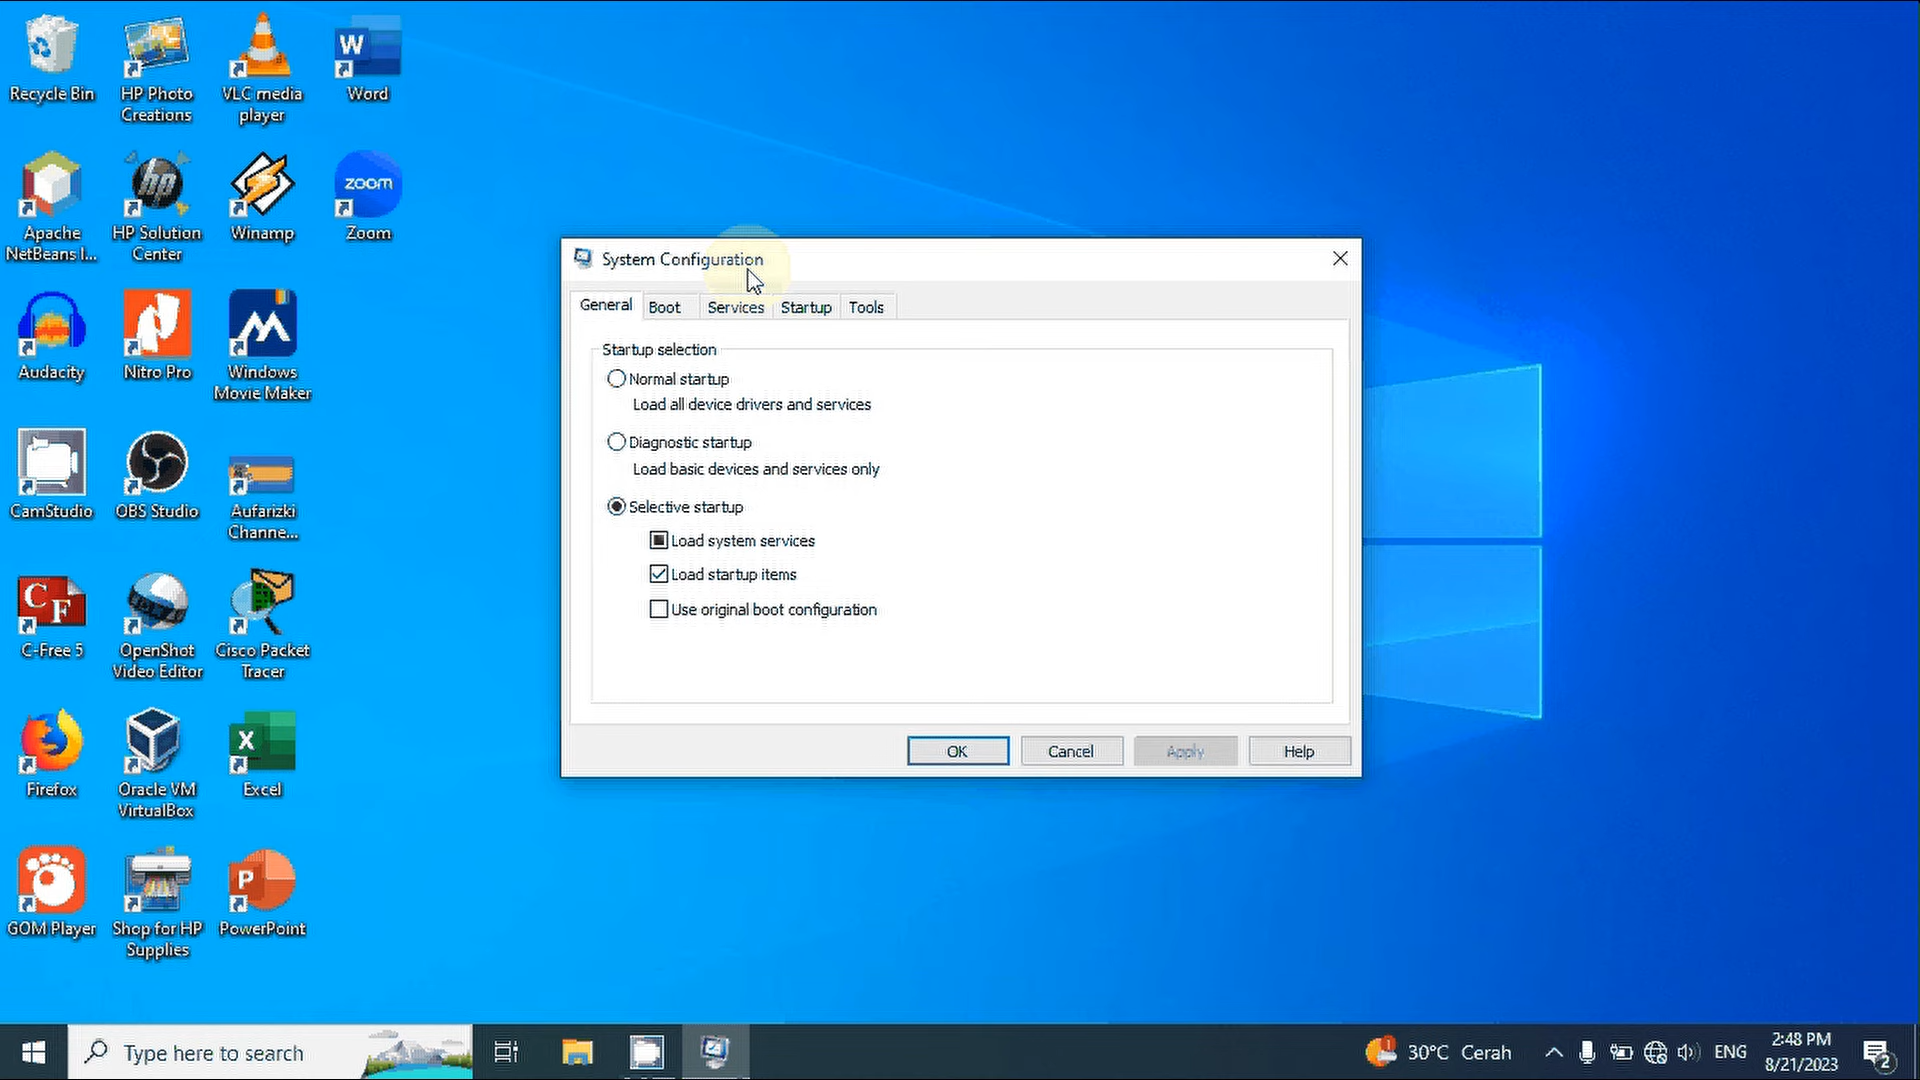 Recycle Bin
HP Photo
Creations
VLC media
player
Word
W
Apache
NetBeans I...
HP Solution
Center
hp
Winamp
zoom
Zoom
Audacity
Nitro Pro
Windows
Movie Maker
CamStudio
OBS Studio
Aufarizki
Channe...
C F
C-Free 5
OpenShot
Video Editor
Cisco Packet
Tracer
Firefox
Oracle VM
VirtualBox
X
Excel
GOM Player
Shop for HP
Supplies
P
PowerPoint
System Configuration
General
Boot
Services
Startup
Tools
Startup selection
Normal startup
Load all device drivers and services
Diagnostic startup
Load basic devices and services only
Selective startup
Load system services
Load startup items
Use original boot configuration
OK
Cancel
Apply
Help
Type here to search
1
30°C Cerah
ENG
2:48 PM
8/21/2023
2